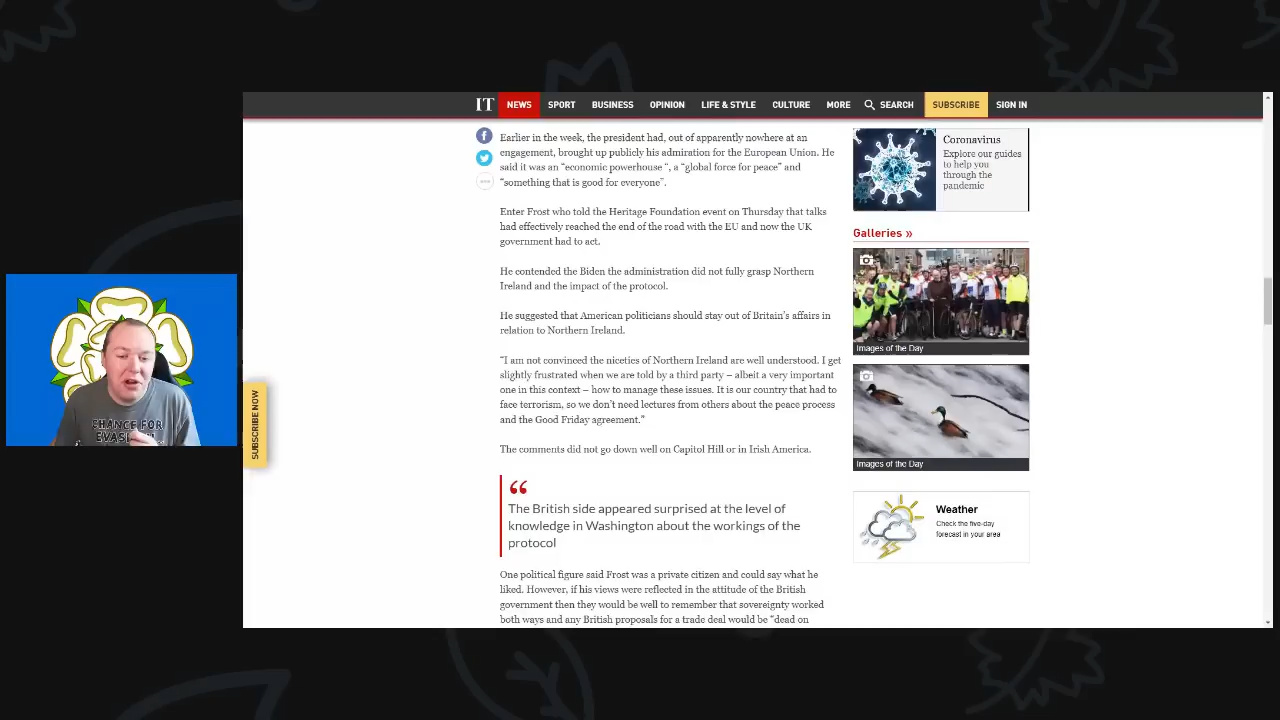 IT NEWS SPORT BUSINESS OPINION LIFE & STYLE CULTURE MORE SEARCH SUBSCRIBE SIGN IN
Earlier in the week, the president had, out of apparently nowhere at an
engagement, brought up publicly his admiration for the European Union. He
said it was an “economic powerhouse “, a “global force for peace” and
“something that is good for everyone”.
Enter Frost who told the Heritage Foundation event on Thursday that talks
had effectively reached the end of the road with the EU and now the UK
government had to act.
He contended the Biden the administration did not fully grasp Northern
Ireland and the impact of the protocol.
He suggested that American politicians should stay out of Britain’s affairs in
relation to Northern Ireland.
“I am not convinced the niceties of Northern Ireland are well understood. I get
slightly frustrated when we are told by a third party – albeit a very important
one in this context – how to manage these issues. It is our country that had to
face terrorism, so we don’t need lectures from others about the peace process
and the Good Friday agreement.”
The comments did not go down well on Capitol Hill or in Irish America.
“
The British side appeared surprised at the level of
knowledge in Washington about the workings of the
protocol
One political figure said Frost was a private citizen and could say what he
liked. However, if his views were reflected in the attitude of the British
government then they would be well to remember that sovereignty worked
both ways and any British proposals for a trade deal would be “dead on
Coronavirus
Explore our guides
to help you
through the
pandemic
Galleries »
Images of the Day
Images of the Day
Weather
Check the five-day
forecast in your area
SUBSCRIBE NOW
CHANCE FOR